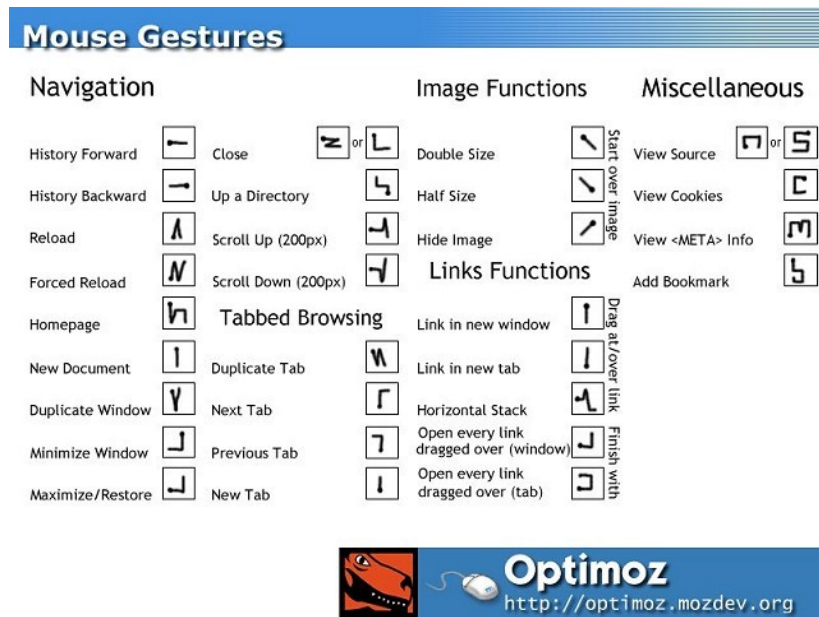 Mouse Gestures
Navigation
History Forward
History Backward
Reload
Forced Reload
Homepage
New Document
Duplicate Window
Minimize Window
Maximize/Restore
Close
or
Up a Directory
Scroll Up (200px)
Scroll Down (200px)
Tabbed Browsing
Duplicate Tab
Next Tab
Previous Tab
New Tab
Image Functions
Double Size
Half Size
Hide Image
Start over image
Links Functions
Link in new window
Link in new tab
Horizontal Stack
Drag at/over link
Open every link
dragged over (window)
Open every link
dragged over (tab)
Finish with
Miscellaneous
View Source
or
View Cookies
View <META> Info
Add Bookmark
Optimoz
http://optimoz.mozdev.org